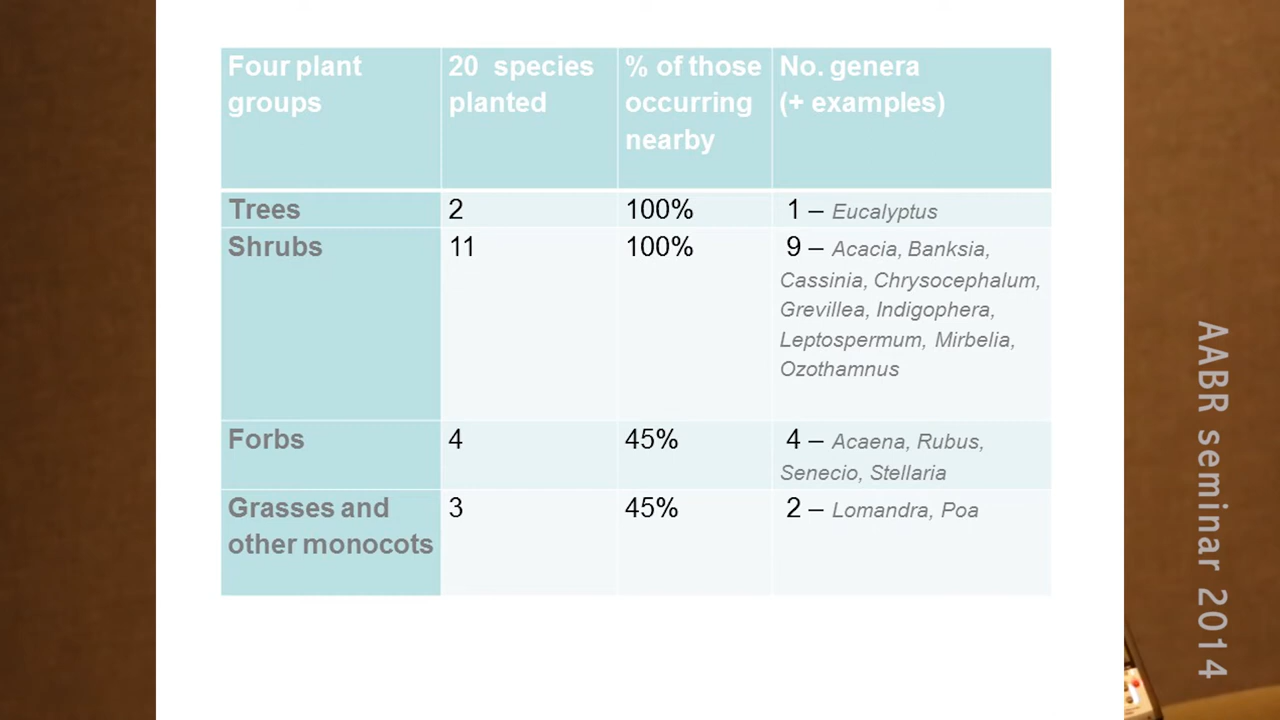 Four plant groups | 20 species planted | % of those occurring nearby | No. genera (+ examples)
Trees | 2 | 100% | 1 – Eucalyptus
Shrubs | 11 | 100% | 9 – Acacia, Banksia,
Cassinia, Chrysocephalum,
Grevillea, Indigophera,
Leptospermum, Mirbelia,
Ozothamnus
Forbs | 4 | 45% | 4 – Acaena, Rubus,
Senecio, Stellaria
Grasses and other monocots | 3 | 45% | 2 – Lomandra, Poa
AABR seminar 2014